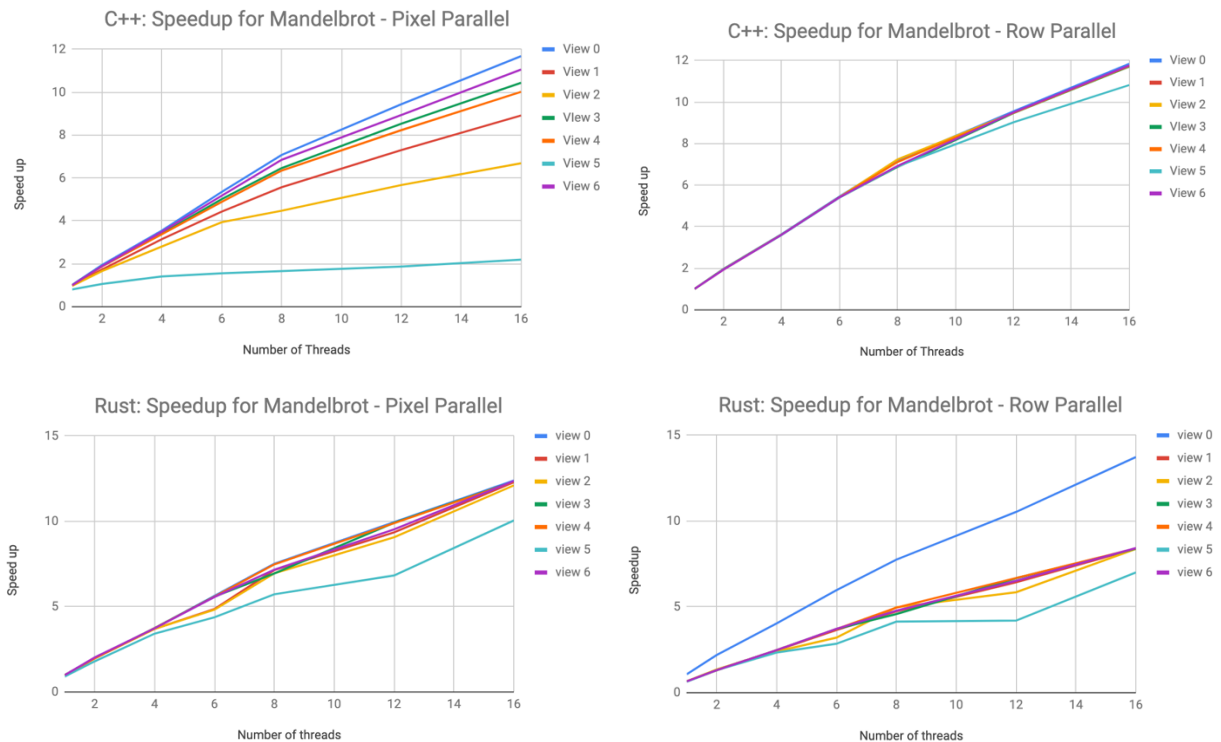 C++: Speedup for Mandelbrot - Pixel Parallel
Speed up
12
10
8
6
4
2
0
2 4 6 8 10 12 14 16
Number of Threads
View 0
View 1
View 2
VIew 3
View 4
View 5
View 6
C++: Speedup for Mandelbrot - Row Parallel
Speed up
12
10
8
6
4
2
0
2 4 6 8 10 12 14 16
Number of Threads
View 0
View 1
View 2
VIew 3
View 4
View 5
View 6
Rust: Speedup for Mandelbrot - Pixel Parallel
Speed up
15
10
5
0
2 4 6 8 10 12 14 16
Number of threads
view 0
view 1
view 2
view 3
view 4
view 5
view 6
Rust: Speedup for Mandelbrot - Row Parallel
Speedup
15
10
5
0
2 4 6 8 10 12 14 16
Number of threads
view 0
view 1
view 2
view 3
view 4
view 5
view 6